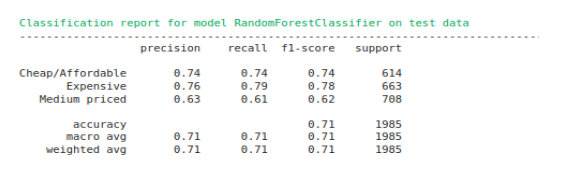 Classification report for model RandomForestClassifier on test data
--------------------------------------------------------------------------------
precision recall f1-score support
Cheap/Affordable 0.74 0.74 0.74 614
Expensive 0.76 0.79 0.78 663
Medium priced 0.63 0.61 0.62 708
accuracy 0.71 1985
macro avg 0.71 0.71 0.71 1985
weighted avg 0.71 0.71 0.71 1985